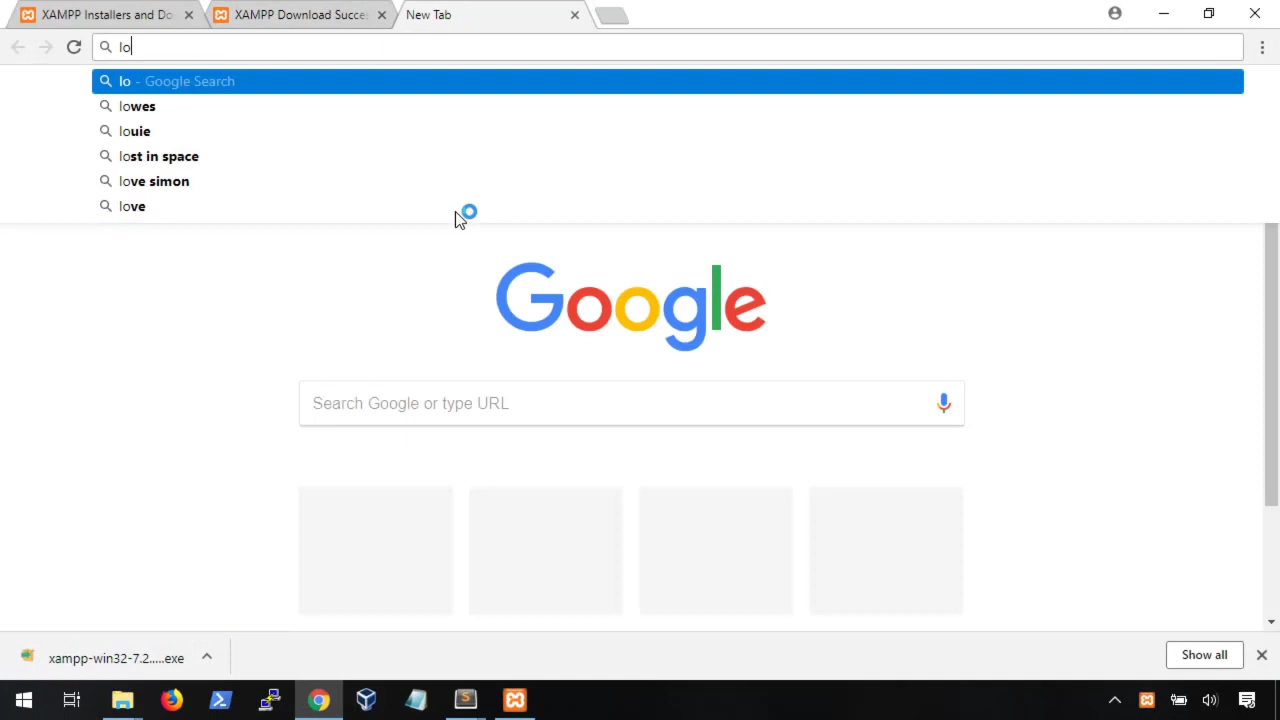 XAMPP Installers and Do
XAMPP Download Succe
New Tab
lo
lo - Google Search
lowes
louie
lost in space
love simon
love
Google
Search Google or type URL
xampp-win32-7.2.....exe
Show all